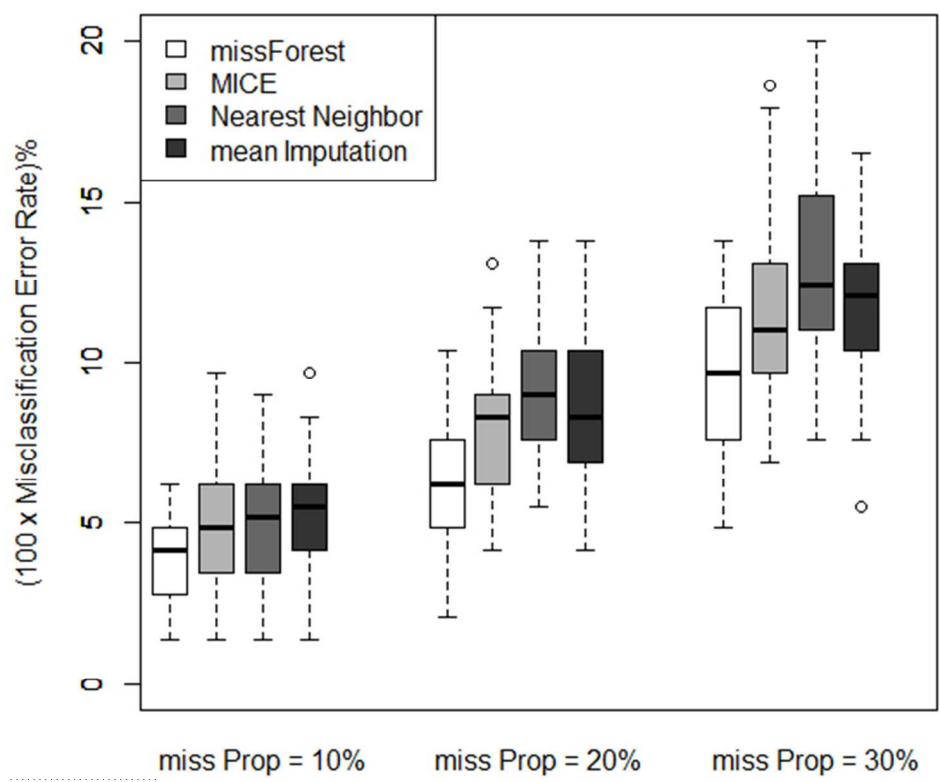 missForest
MICE
Nearest Neighbor
mean Imputation
(100 x Misclassification Error Rate)%
20
15
10
5
0
miss Prop = 10%
miss Prop = 20%
miss Prop = 30%